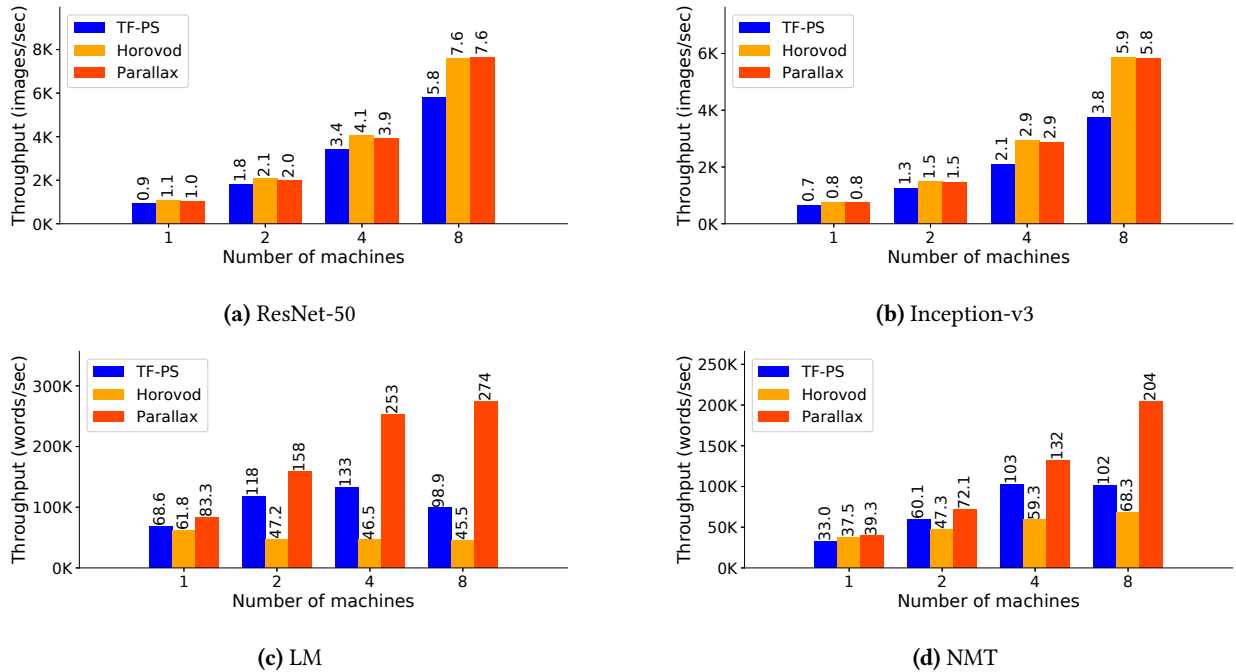 Throughput (images/sec)
8K
6K
4K
2K
0K
TF-PS
Horovod
Parallax
0.9
1.1
1.0
1.8
2.1
2.0
3.4
4.1
3.9
5.8
7.6
7.6
1 2 4 8
Number of machines
(a) ResNet-50
Throughput (images/sec)
6K
4K
2K
0K
TF-PS
Horovod
Parallax
0.7
0.8
0.8
1.3
1.5
1.5
2.1
2.9
2.9
3.8
5.9
5.8
1 2 4 8
Number of machines
(b) Inception-v3
Throughput (words/sec)
300K
200K
100K
0K
TF-PS
Horovod
Parallax
68.6
61.8
83.3
118
47.2
158
133
46.5
253
98.9
45.5
274
1 2 4 8
Number of machines
(c) LM
Throughput (words/sec)
250K
200K
150K
100K
50K
0K
TF-PS
Horovod
Parallax
33.0
37.5
39.3
60.1
47.3
72.1
103
59.3
132
102
68.3
204
1 2 4 8
Number of machines
(d) NMT